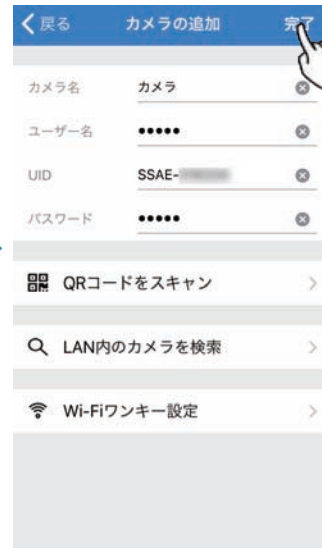 戻る カメラの追加 完了
カメラ名 カメラ
ユーザー名 •••••
UID SSAE-
パスワード •••••
QRコードをスキャン
LAN内のカメラを検索
Wi-Fiワンキー設定